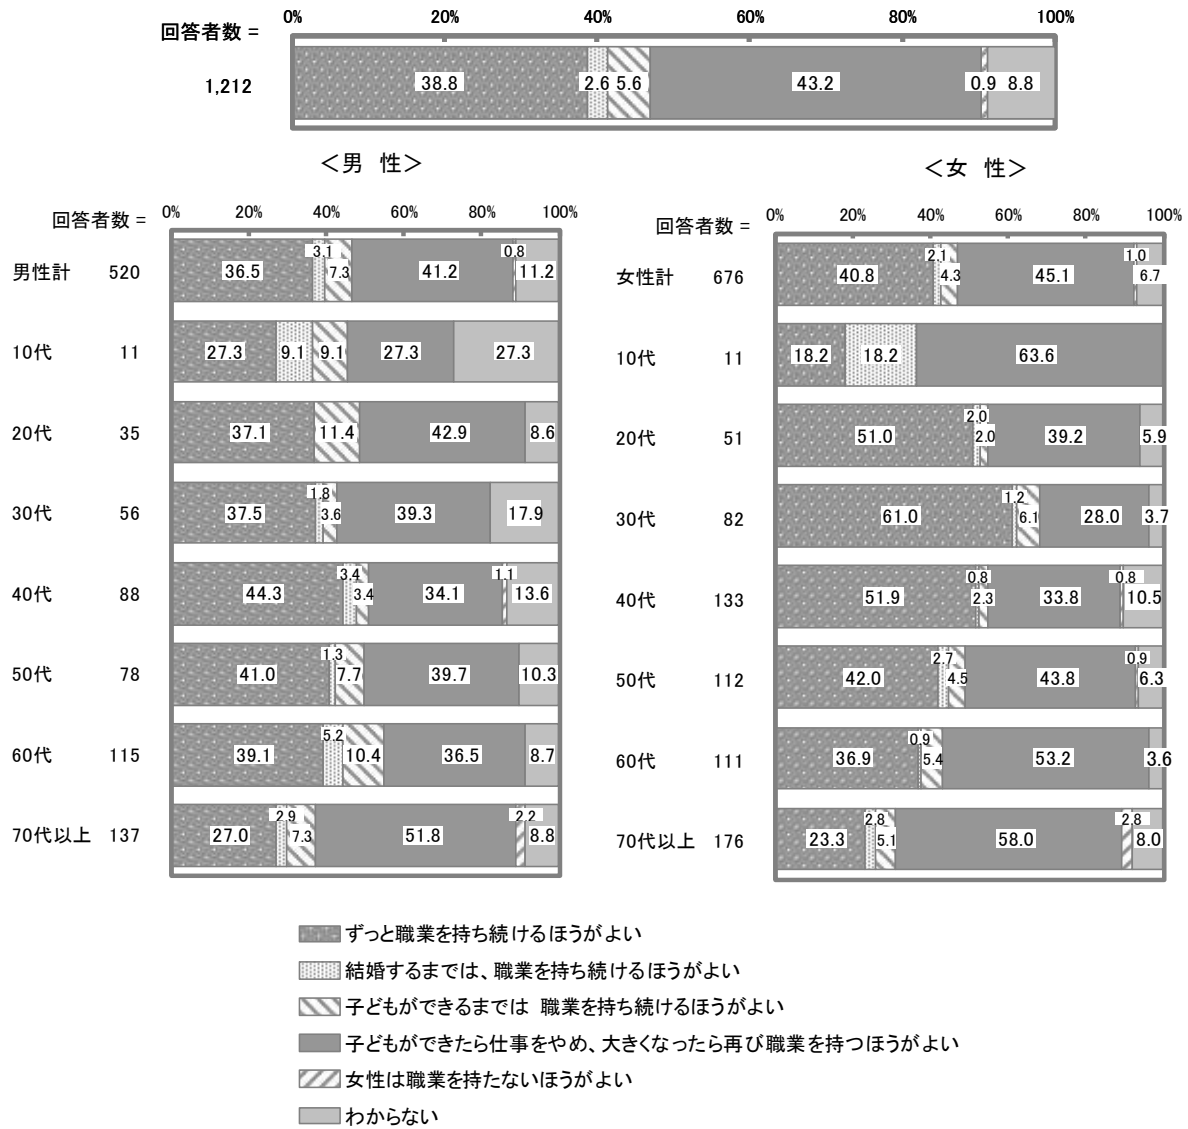 0% 20% 40% 60% 80% 100%
回答者数 =
1,212 38.8 2.6 5.6 43.2 0.9 8.8
＜男 性＞
回答者数 = 0% 20% 40% 60% 80% 100%
男性計 520 36.5 3.1 7.3 41.2 0.8 11.2
10代 11 27.3 9.1 9.1 27.3 27.3
20代 35 37.1 11.4 42.9 8.6
30代 56 37.5 1.8 3.6 39.3 17.9
40代 88 44.3 3.4 3.4 34.1 1.1 13.6
50代 78 41.0 1.3 7.7 39.7 10.3
60代 115 39.1 5.2 10.4 36.5 8.7
70代以上 137 27.0 2.9 7.3 51.8 2.2 8.8
＜女 性＞
回答者数 = 0% 20% 40% 60% 80% 100%
女性計 676 40.8 2.1 4.3 45.1 1.0 6.7
10代 11 18.2 18.2 63.6
20代 51 51.0 2.0 2.0 39.2 5.9
30代 82 61.0 1.2 6.1 28.0 3.7
40代 133 51.9 0.8 2.3 33.8 0.8 10.5
50代 112 42.0 2.7 4.5 43.8 0.9 6.3
60代 111 36.9 0.9 5.4 53.2 3.6
70代以上 176 23.3 2.8 5.1 58.0 2.8 8.0
ずっと職業を持ち続けるほうがよい
結婚するまでは、職業を持ち続けるほうがよい
子どもができるまでは 職業を持ち続けるほうがよい
子どもができたら仕事をやめ、大きくなったら再び職業を持つほうがよい
女性は職業を持たないほうがよい
わからない